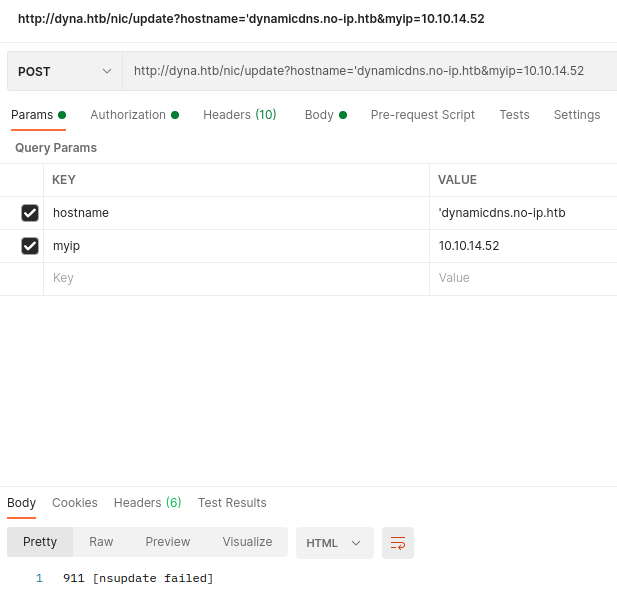 http://dyna.htb/nic/update?hostname='dynamicdns.no-ip.htb&myip=10.10.14.52
POST http://dyna.htb/nic/update?hostname='dynamicdns.no-ip.htb&myip=10.10.14.52
Params Authorization Headers (10) Body Pre-request Script Tests Settings
Query Params
KEY VALUE
hostname 'dynamicdns.no-ip.htb
myip 10.10.14.52
Key Value
Body Cookies Headers (6) Test Results
Pretty Raw Preview Visualize HTML
1 911 [nsupdate failed]